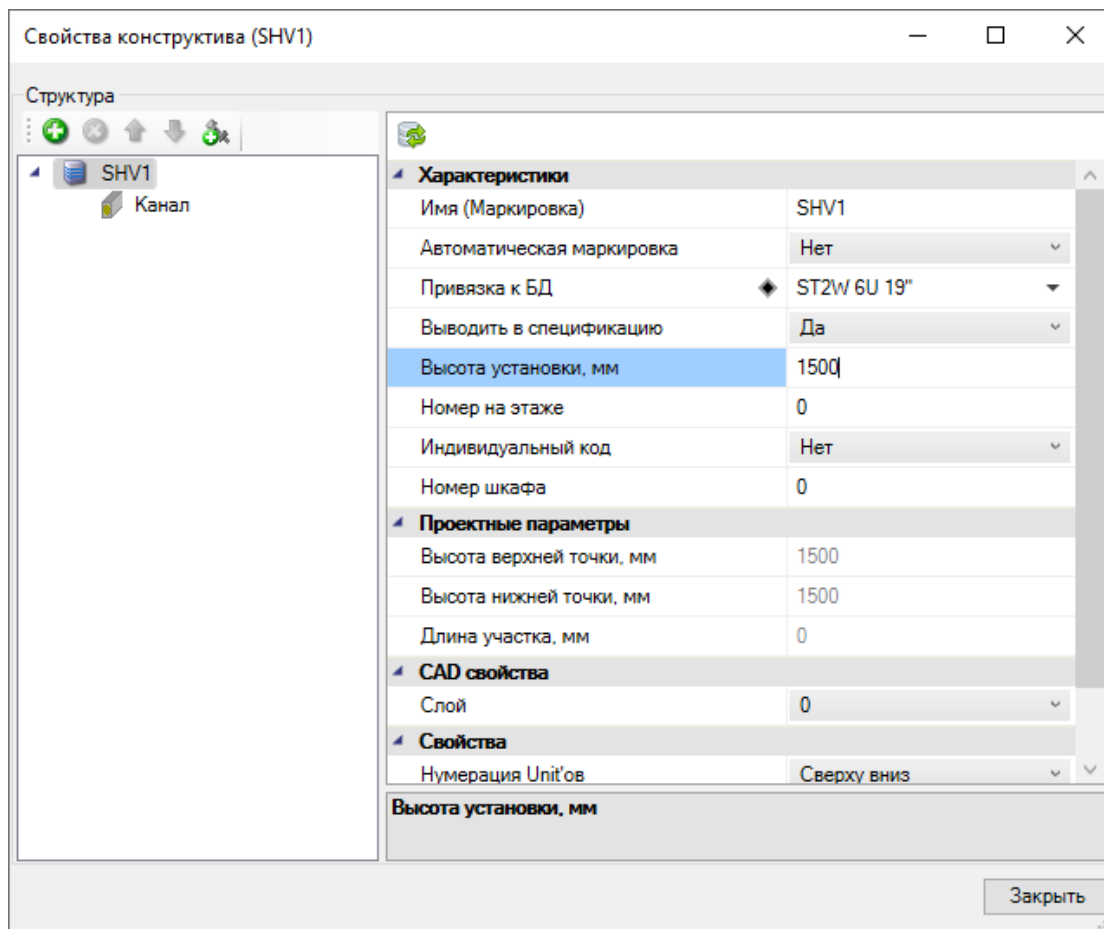 Свойства конструктива (SHV1)
Структура
SHV1
Канал
Характеристики
Имя (Маркировка) SHV1
Автоматическая маркировка Нет
Привязка к БД ST2W 6U 19"
Выводить в спецификацию Да
Высота установки, мм 1500
Номер на этаже 0
Индивидуальный код Нет
Номер шкафа 0
Проектные параметры
Высота верхней точки, мм 1500
Высота нижней точки, мм 1500
Длина участка, мм 0
CAD свойства
Слой 0
Свойства
Нумерация Unit'ов Сверху вниз
Высота установки, мм
Закрыть